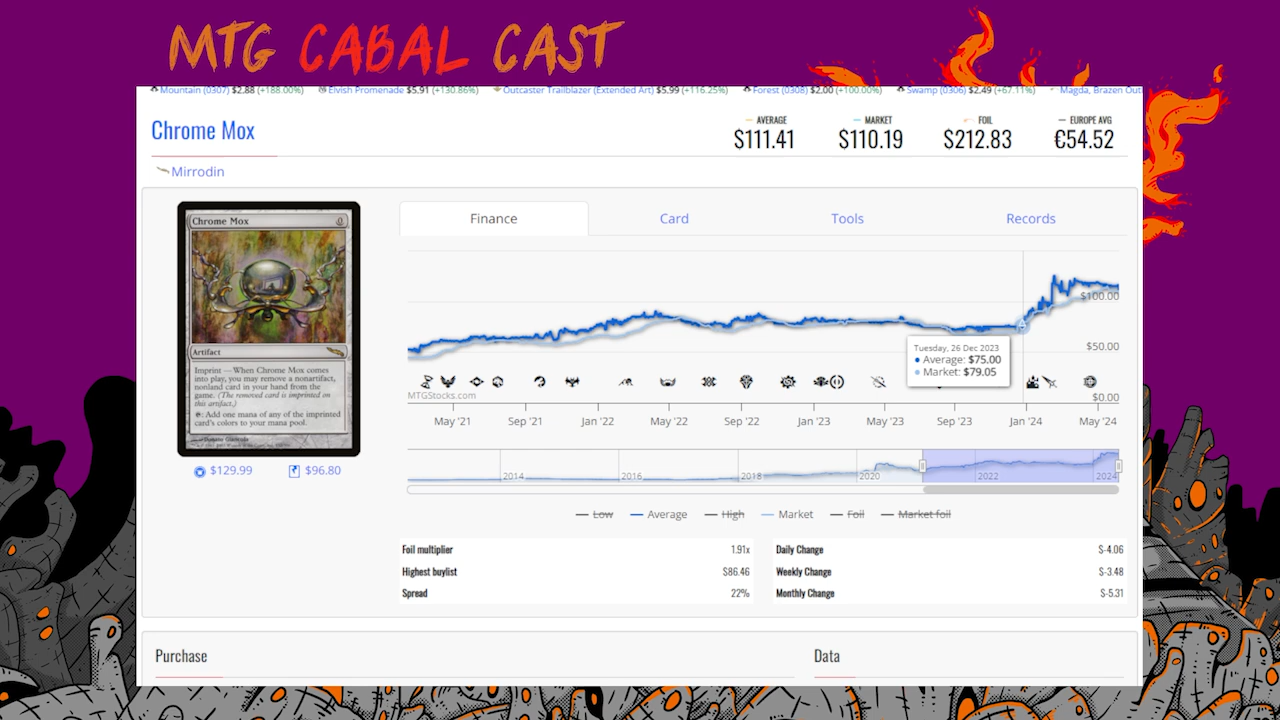 MTG CABAL CAST
Mountain (0307) $2.88 (+188.00%) Elvish Promenade $5.91 (+130.86%) Outcaster Trailblazer (Extended Art) $5.99 (+116.25%) Forest (0308) $2.00 (+100.00%) Swamp (0306) $2.49 (+67.11%) Magda, Brazen Out
Chrome Mox
AVERAGE MARKET FOIL EUROPE AVG
$111.41 $110.19 $212.83 €54.52
Mirrodin
Finance Card Tools Records
Chrome Mox 0
Artifact
Imprint — When Chrome Mox comes
into play, you may remove a nonartifact,
nonland card in your hand from the
game. (The removed card is imprinted on
this artifact.)
: Add one mana of any of the imprinted
card's colors to your mana pool.
$129.99 $96.80
$100.00
$50.00
$0.00
Tuesday, 26 Dec 2023
Average: $75.00
Market: $79.05
MTGStocks.com
May '21 Sep '21 Jan '22 May '22 Sep '22 Jan '23 May '23 Sep '23 Jan '24 May '24
2014 2016 2018 2020 2022 2024
Low Average High Market Foil Market foil
Foil multiplier 1.91x Daily Change $-4.06
Highest buylist $86.46 Weekly Change $-3.48
Spread 22% Monthly Change $-5.31
Purchase Data